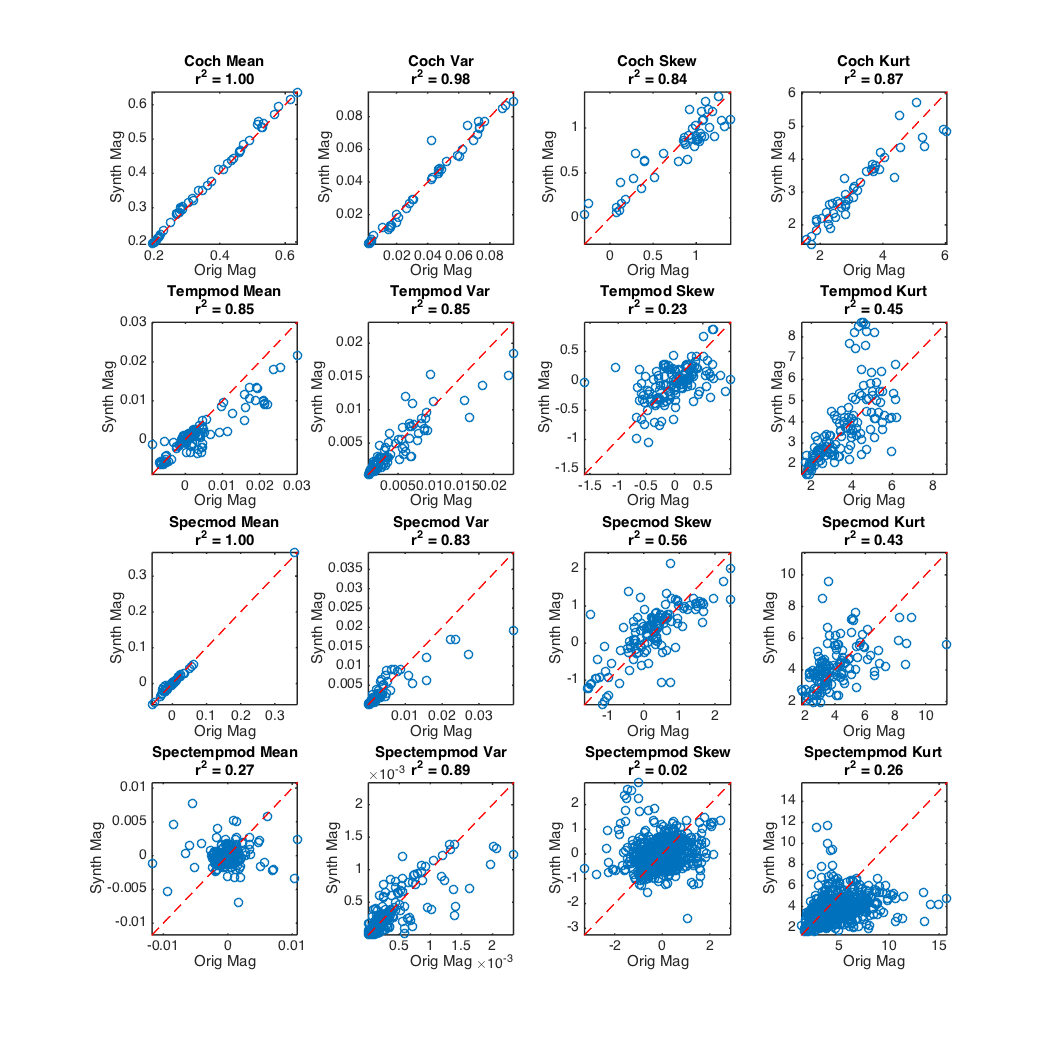 Coch Mean
r² = 1.00
Synth Mag
0.6
0.5
0.4
0.3
0.2
0.2 0.4 0.6
Orig Mag
Coch Var
r² = 0.98
Synth Mag
0.08
0.06
0.04
0.02
0.02 0.04 0.06 0.08
Orig Mag
Coch Skew
r² = 0.84
Synth Mag
1
0.5
0
0 0.5 1
Orig Mag
Coch Kurt
r² = 0.87
Synth Mag
6
5
4
3
2
2 4 6
Orig Mag
Tempmod Mean
r² = 0.85
Synth Mag
0.03
0.02
0.01
0
0 0.01 0.02 0.03
Orig Mag
Tempmod Var
r² = 0.85
Synth Mag
0.02
0.015
0.01
0.005
0.005 0.01 0.015 0.02
Orig Mag
Tempmod Skew
r² = 0.23
Synth Mag
0.5
0
-0.5
-1
-1.5
-1.5 -1 -0.5 0 0.5
Orig Mag
Tempmod Kurt
r² = 0.45
Synth Mag
8
7
6
5
4
3
2
2 4 6 8
Orig Mag
Specmod Mean
r² = 1.00
Synth Mag
0.3
0.2
0.1
0
0 0.1 0.2 0.3
Orig Mag
Specmod Var
r² = 0.83
Synth Mag
0.035
0.03
0.025
0.02
0.015
0.01
0.005
0.01 0.03
Orig Mag
Specmod Skew
r² = 0.56
Synth Mag
2
1
0
-1
-1 0 1 2
Orig Mag
Specmod Kurt
r² = 0.43
Synth Mag
10
8
6
4
2
2 4 6 8 10
Orig Mag
Spectempmod Mean
r² = 0.27
Synth Mag
0.01
0.005
0
-0.005
-0.01
-0.01 0 0.01
Orig Mag
Spectempmod Var
×10⁻³ r² = 0.89
Synth Mag
2
1.5
1
0.5
0.5 1 1.5 2
Orig Mag ×10⁻³
Spectempmod Skew
r² = 0.02
Synth Mag
2
1
0
-1
-2
-3
-2 0 2
Orig Mag
Spectempmod Kurt
r² = 0.26
Synth Mag
14
12
10
8
6
4
2
5 10 15
Orig Mag